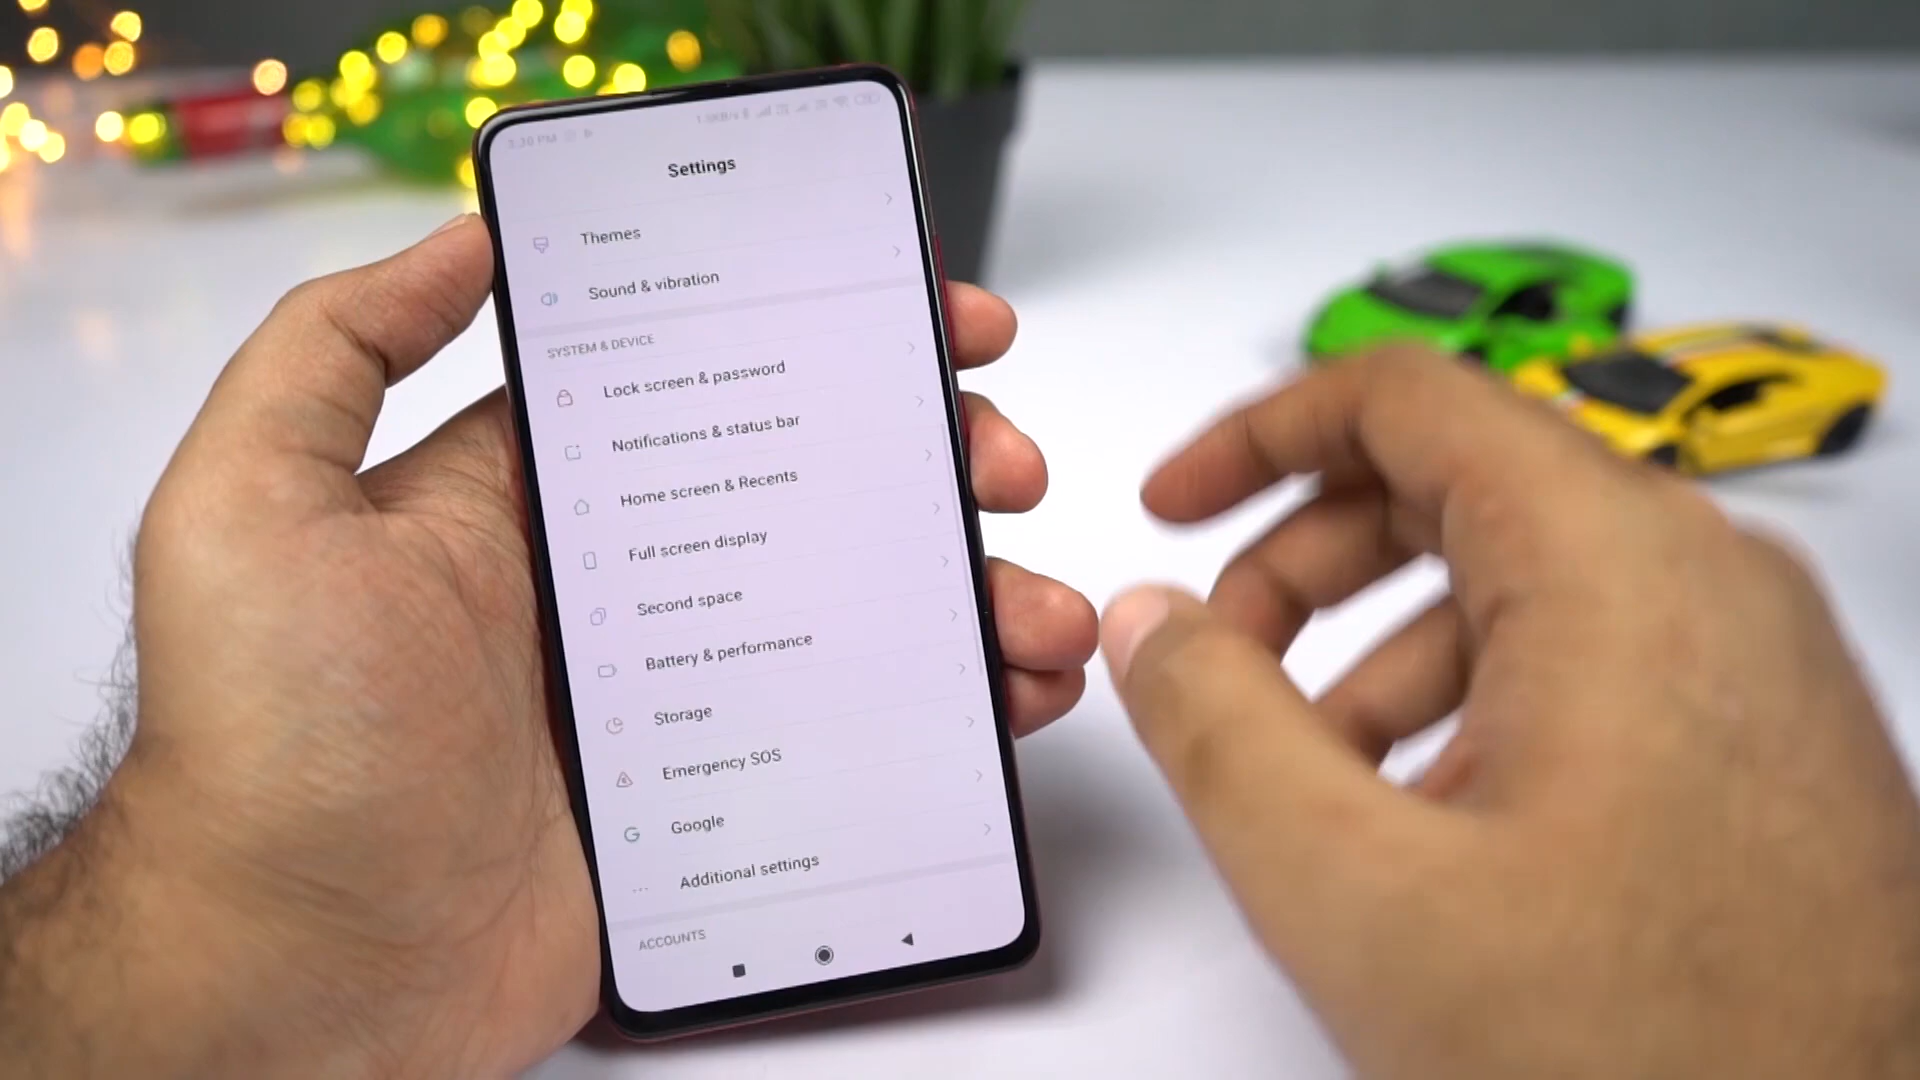 Settings
Themes
Sound & vibration
SYSTEM & DEVICE
Lock screen & password
Notifications & status bar
Home screen & Recents
Full screen display
Second space
Battery & performance
Storage
Emergency SOS
Google
Additional settings
ACCOUNTS